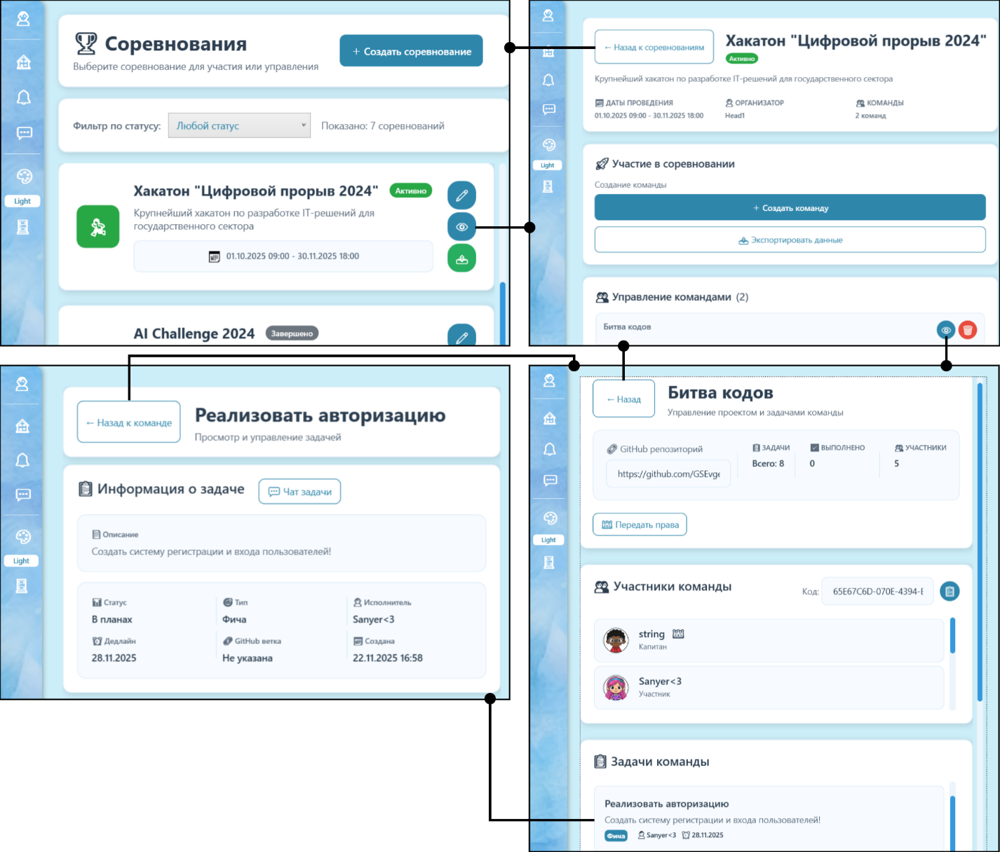 Соревнования
Выберите соревнование для участия или управления
+ Создать соревнование
Фильтр по статусу:
Любой статус
Показано: 7 соревнований
Хакатон "Цифровой прорыв 2024"
Активно
Крупнейший хакатон по разработке IT-решений для
государственного сектора
01.10.2025 09:00 - 30.11.2025 18:00
AI Challenge 2024
Завершено
Light
← Назад к соревнованиям
Хакатон "Цифровой прорыв 2024"
Активно
Крупнейший хакатон по разработке IT-решений для государственного сектора
ДАТЫ ПРОВЕДЕНИЯ
01.10.2025 09:00 - 30.11.2025 18:00
ОРГАНИЗАТОР
Head1
КОМАНДЫ
2 команд
Участие в соревновании
Создание команды
+ Создать команду
Экспортировать данные
Управление командами (2)
Битва кодов
Light
← Назад к команде
Реализовать авторизацию
Просмотр и управление задачей
Информация о задаче
Чат задачи
Описание
Создать систему регистрации и входа пользователей!
Статус
В планах
Тип
Фича
Исполнитель
Sanyer<3
Дедлайн
28.11.2025
GitHub ветка
Не указана
Создана
22.11.2025 16:58
Light
← Назад
Битва кодов
Управление проектом и задачами команды
GitHub репозиторий
https://github.com/GSEvge
ЗАДАЧИ
Всего: 8
ВЫПОЛНЕНО
0
УЧАСТНИКИ
5
Передать права
Участники команды
Код:
65E67C6D-070E-4394-E
string
Капитан
Sanyer<3
Участник
Задачи команды
Реализовать авторизацию
Создать систему регистрации и входа пользователей!
Фича
Sanyer<3
28.11.2025
Light